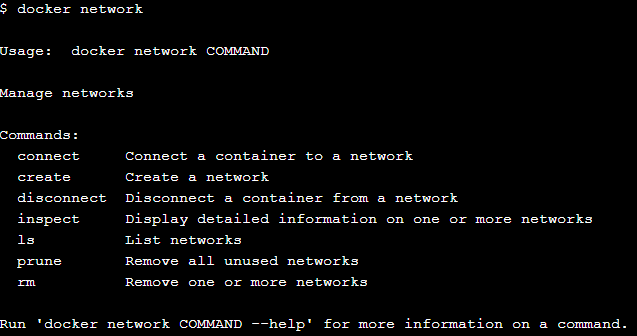 $ docker network
Usage:  docker network COMMAND
Manage networks
Commands:
  connect     Connect a container to a network
  create      Create a network
  disconnect  Disconnect a container from a network
  inspect     Display detailed information on one or more networks
  ls          List networks
  prune       Remove all unused networks
  rm          Remove one or more networks
Run 'docker network COMMAND --help' for more information on a command.